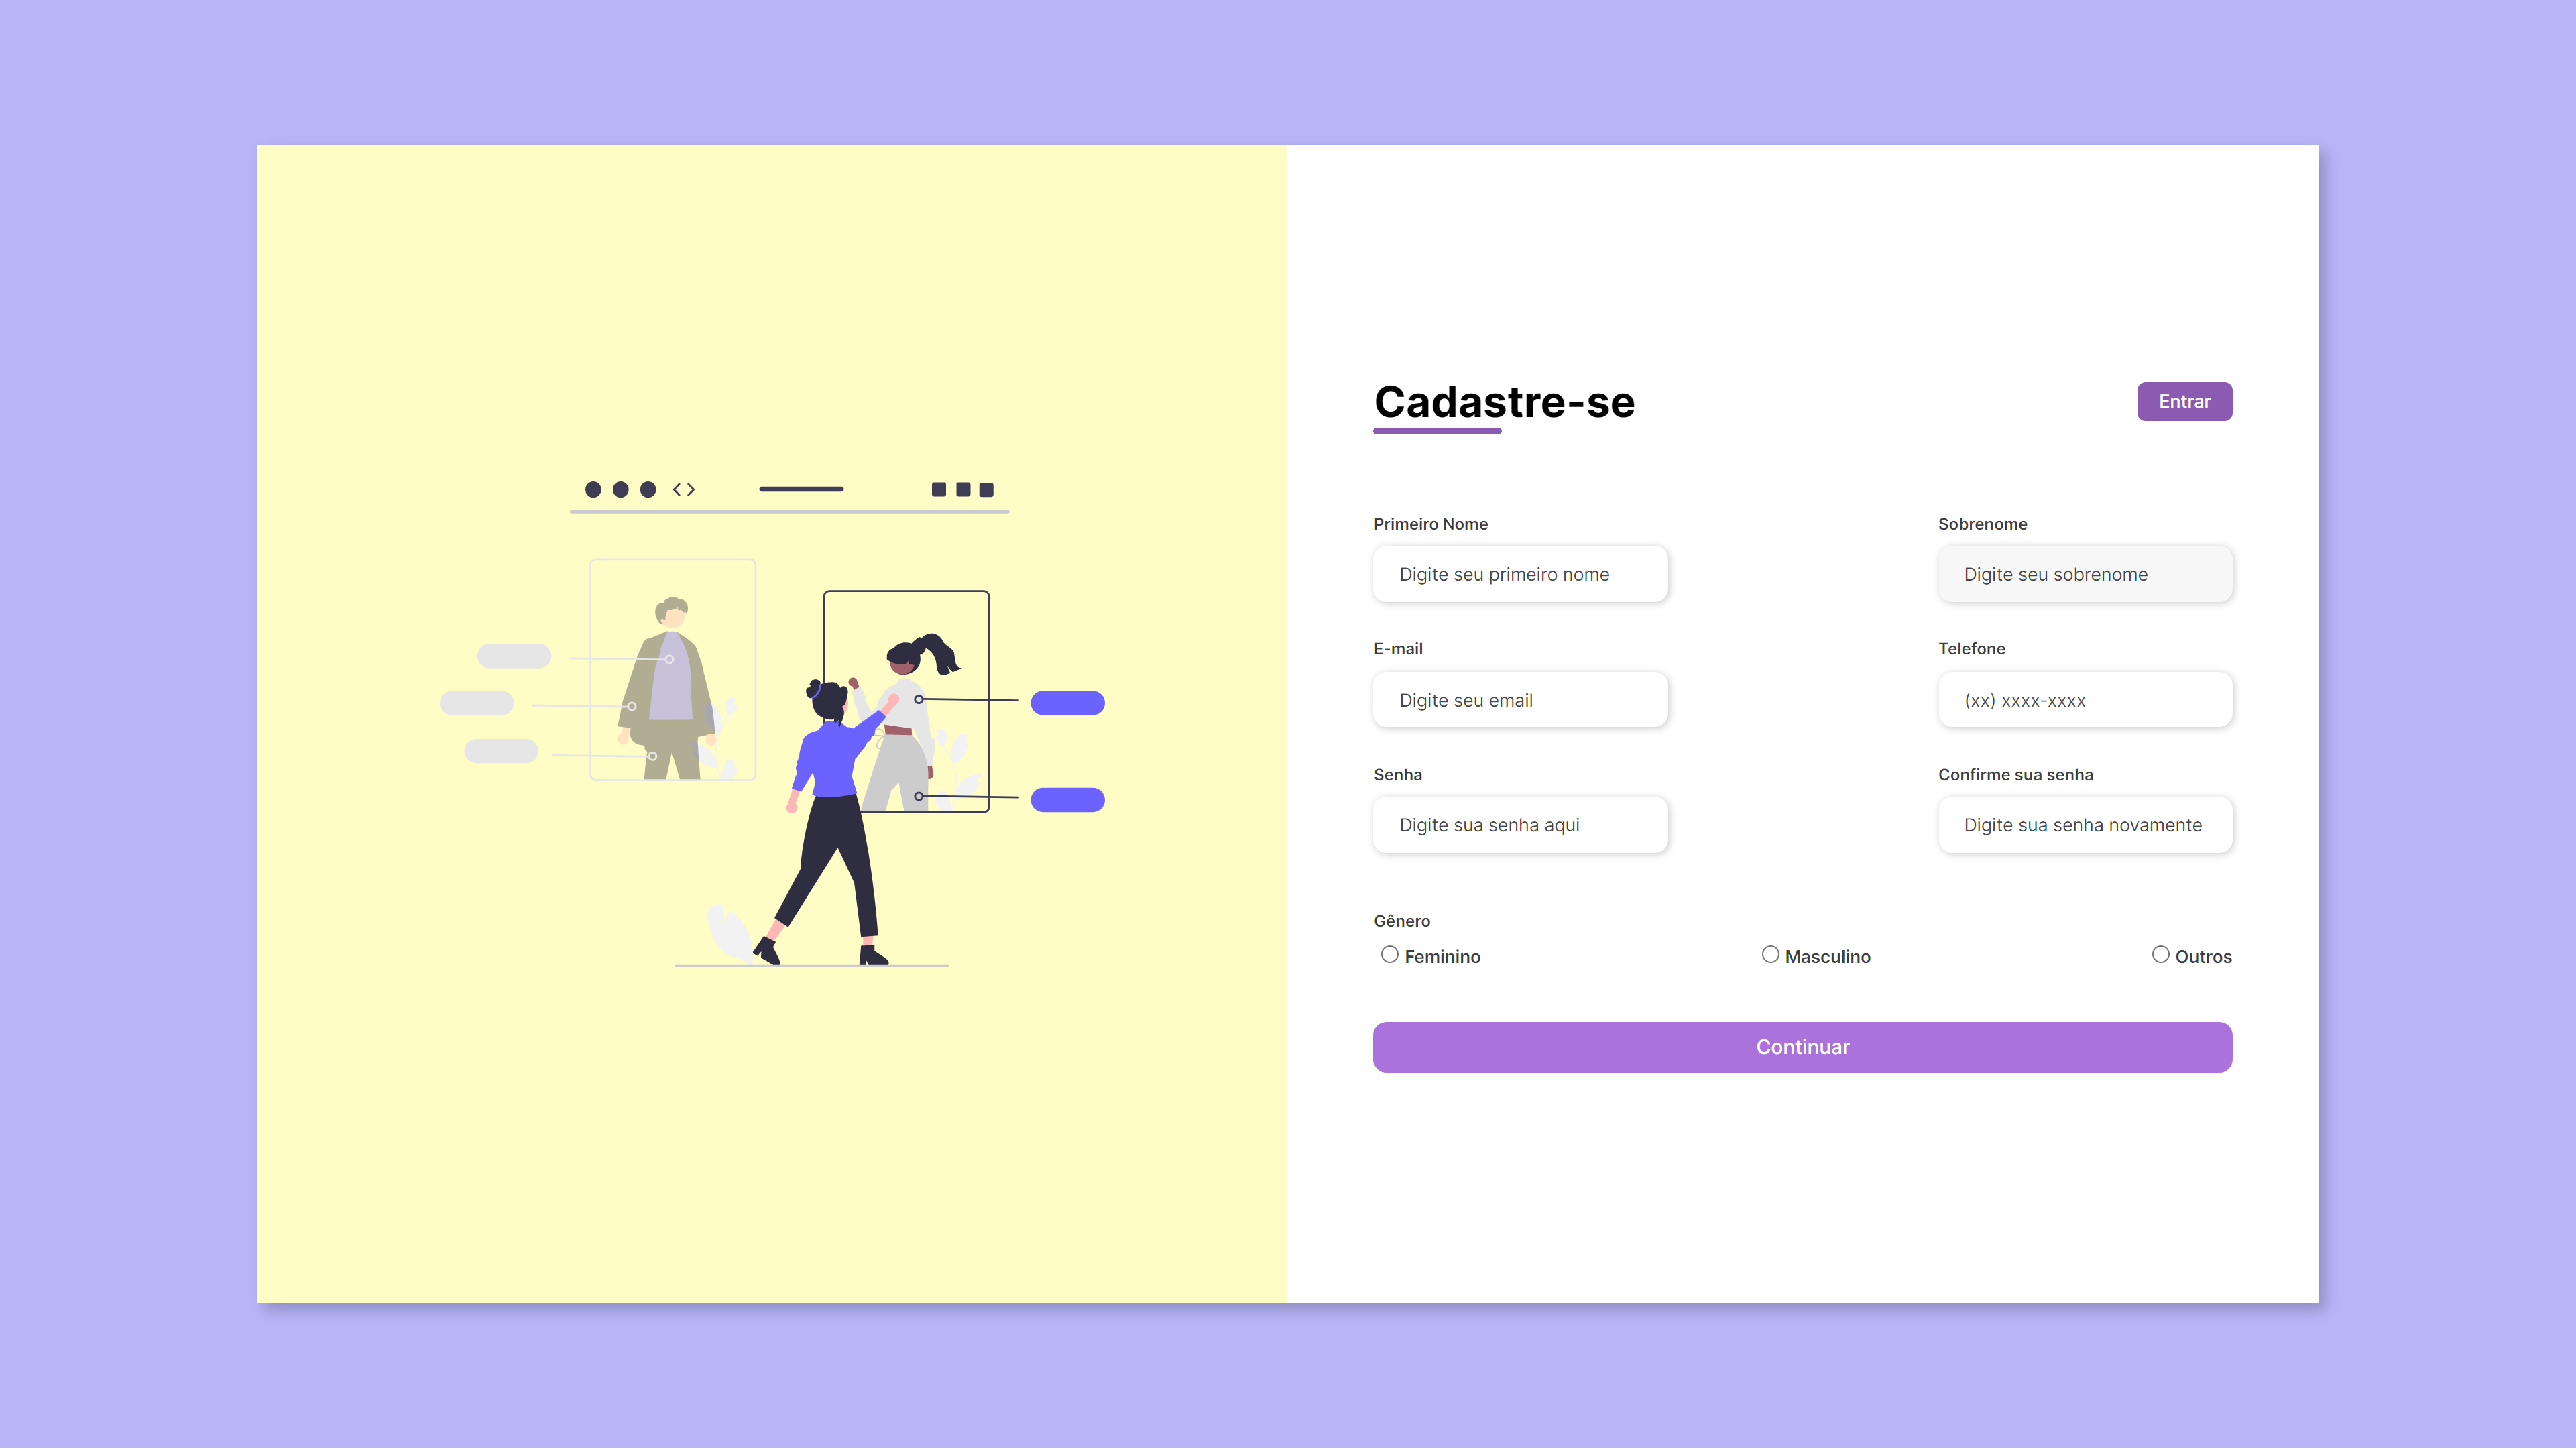 Cadastre-se
Entrar
Primeiro Nome
Sobrenome
Digite seu primeiro nome
Digite seu sobrenome
E-mail
Telefone
Digite seu email
(xx) xxxx-xxxx
Senha
Confirme sua senha
Digite sua senha aqui
Digite sua senha novamente
Gênero
Feminino
Masculino
Outros
Continuar